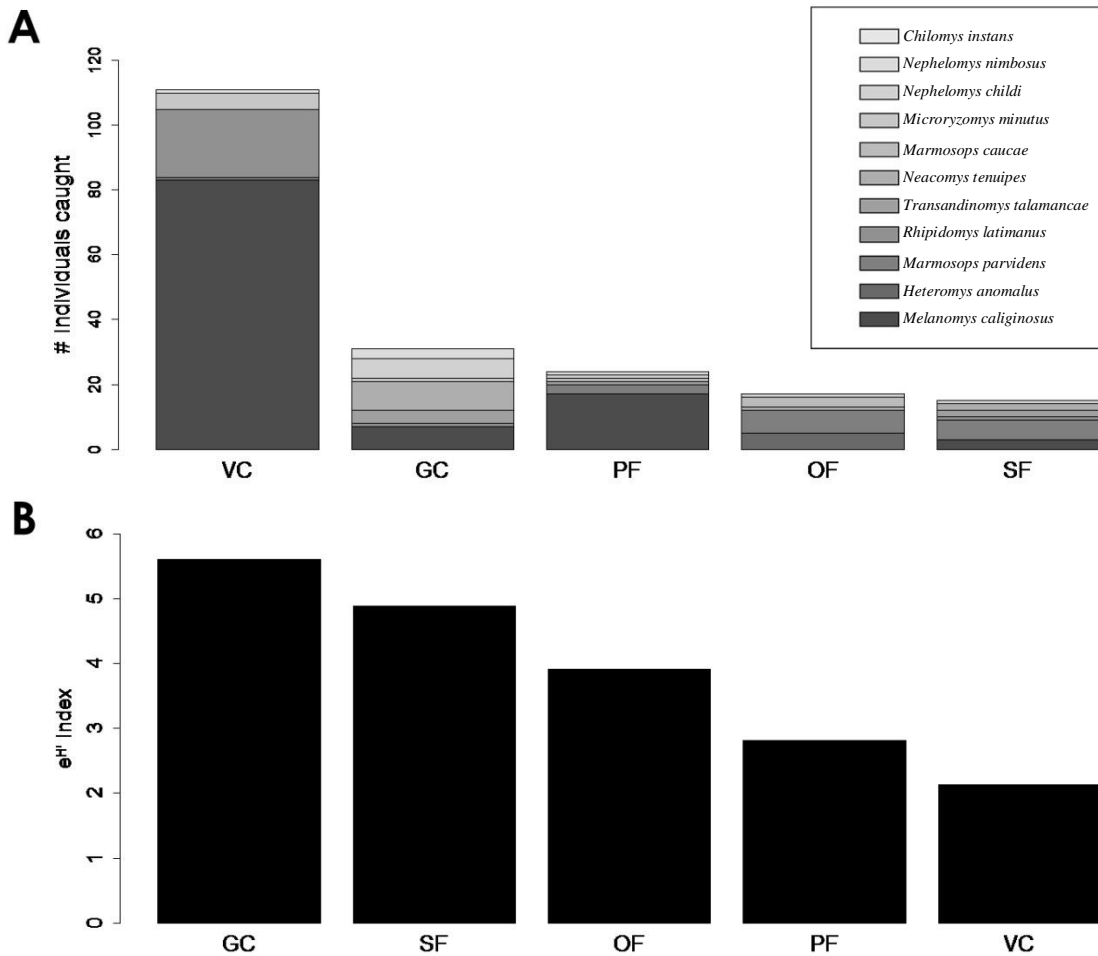 A
# Individuals caught
120
100
80
60
40
20
0
VC GC PF OF SF
Chilomys instans
Nephelomys nimbosus
Nephelomys childi
Microryzomys minutus
Marmosops caucae
Neacomys tenuipes
Transandinomys talamancae
Rhipidomys latimanus
Marmosops parvidens
Heteromys anomalus
Melanomys caliginosus
B
eH' Index
6
5
4
3
2
1
0
GC SF OF PF VC